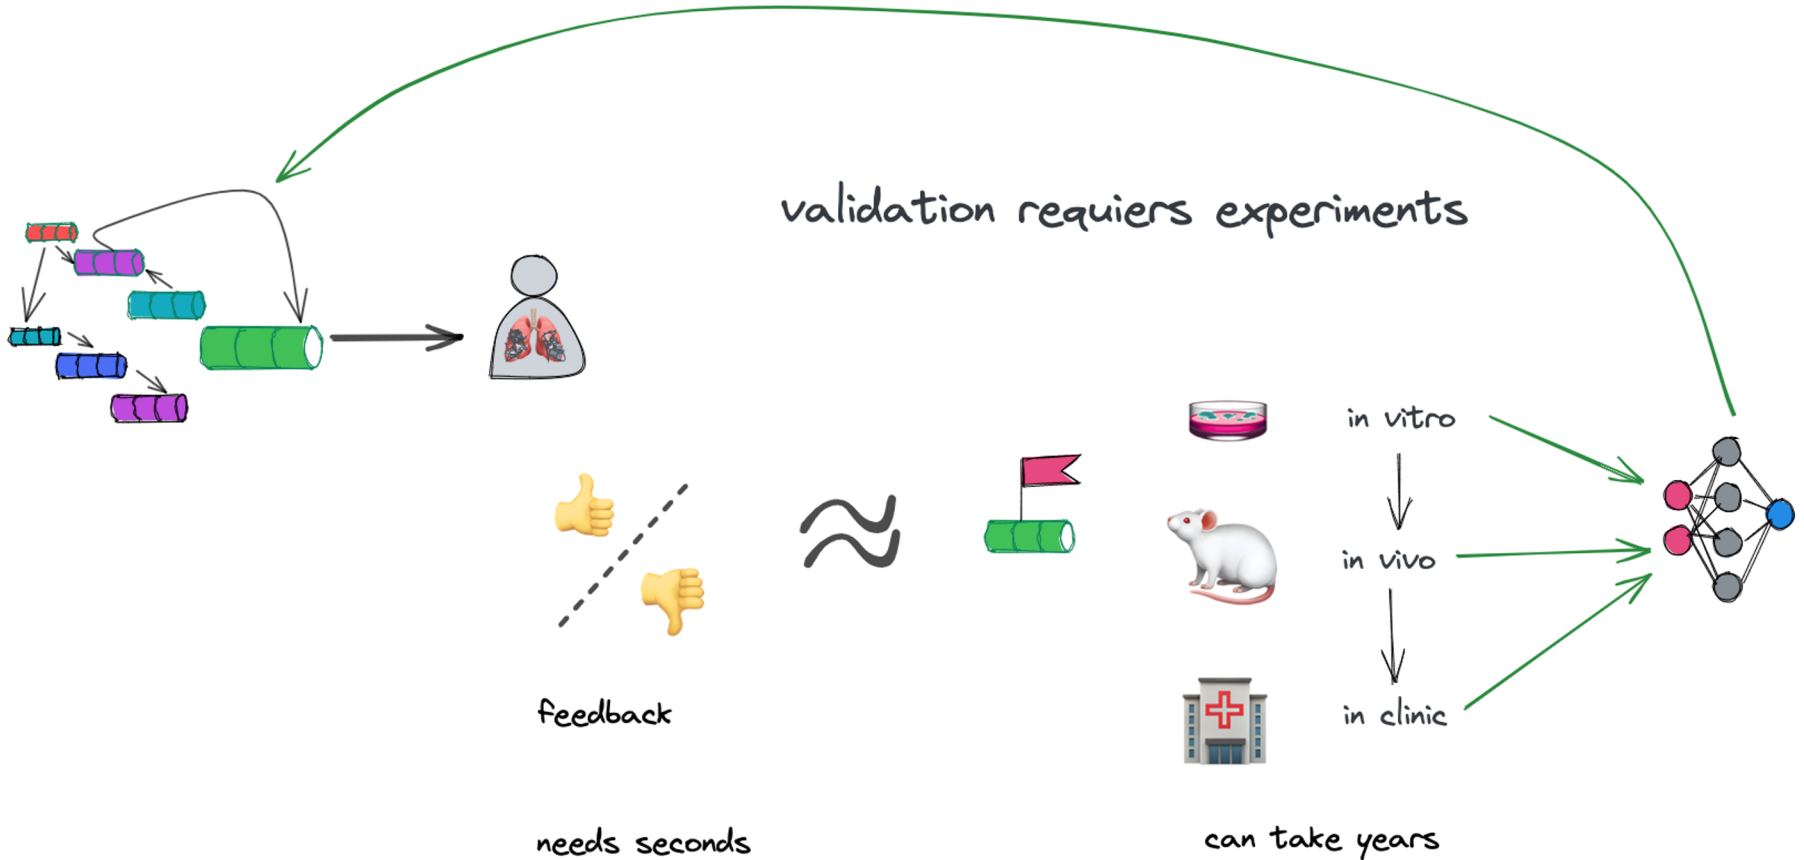 validation requiers experiments
in vitro
in vivo
in clinic
feedback
needs seconds
can take years